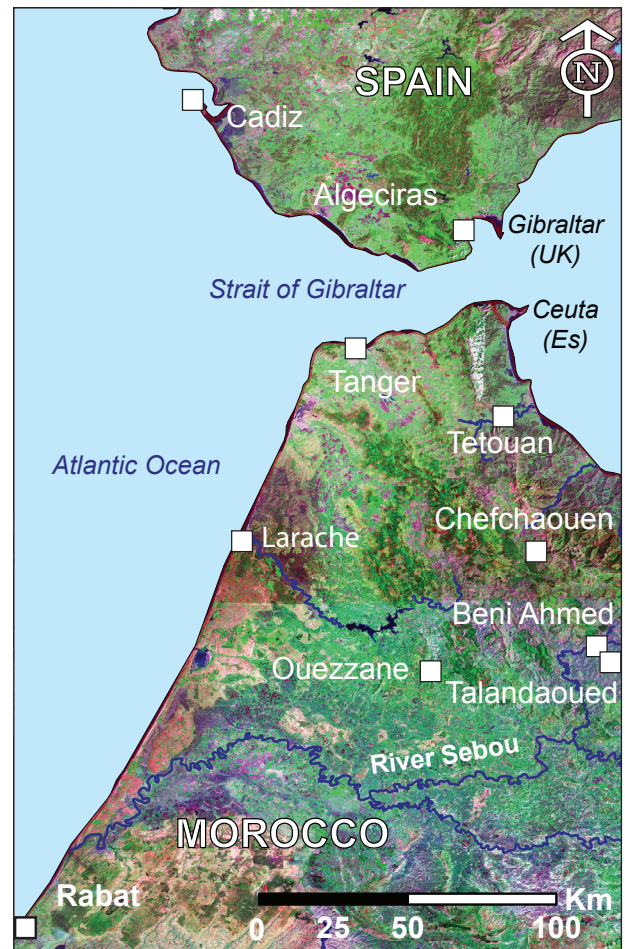 N
SPAIN
Cadiz
Algeciras
Gibraltar
(UK)
Strait of Gibraltar
Ceuta
(Es)
Tanger
Tetouan
Atlantic Ocean
Chefchaouen
Larache
Beni Ahmed
Ouezzane
Talandaoued
River Sebou
MOROCCO
Rabat
Km
0 25 50 100